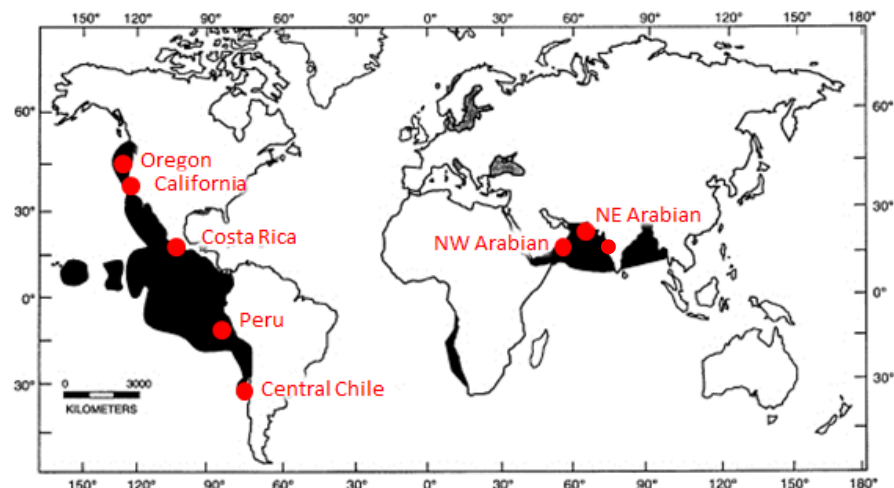 150° 120° 90° 60° 0° 30° 60° 90° 120° 150° 180°
60° 60°
Oregon
California
30° NE Arabian 30°
Costa Rica NW Arabian
0° 0°
Peru
0 3000
30° Central Chile 30°
KILOMETERS
150° 120° 90° 60° 0° 30° 60° 90° 120° 150° 180°